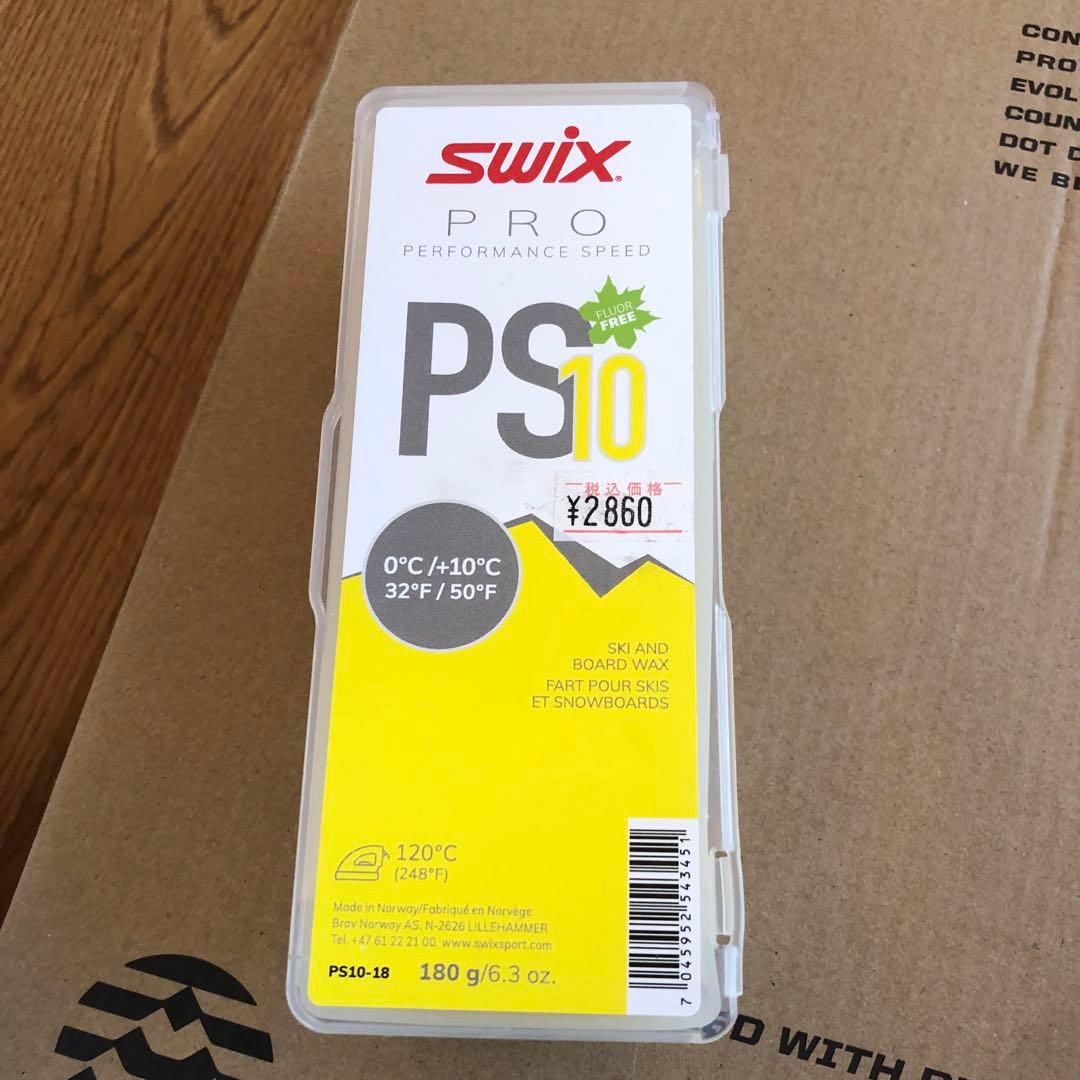 swix
PRO
PERFORMANCE SPEED
FLUOR
FREE
PS10
税込価格
¥2860
0°C /+10°C
32°F / 50°F
SKI AND
BOARD WAX
FART POUR SKIS
ET SNOWBOARDS
120°C
(248°F)
Made in Norway/Fabriqué en Norvège
Brav Norway AS, N-2626 LILLEHAMMER
Tel. +47 61 22 21 00. www.swixsport.com
PS10-18 180 g/6.3 oz.
7 045952 543451
CON
PRO
EVOL
COUN
DOT D
WE BE
D WITH